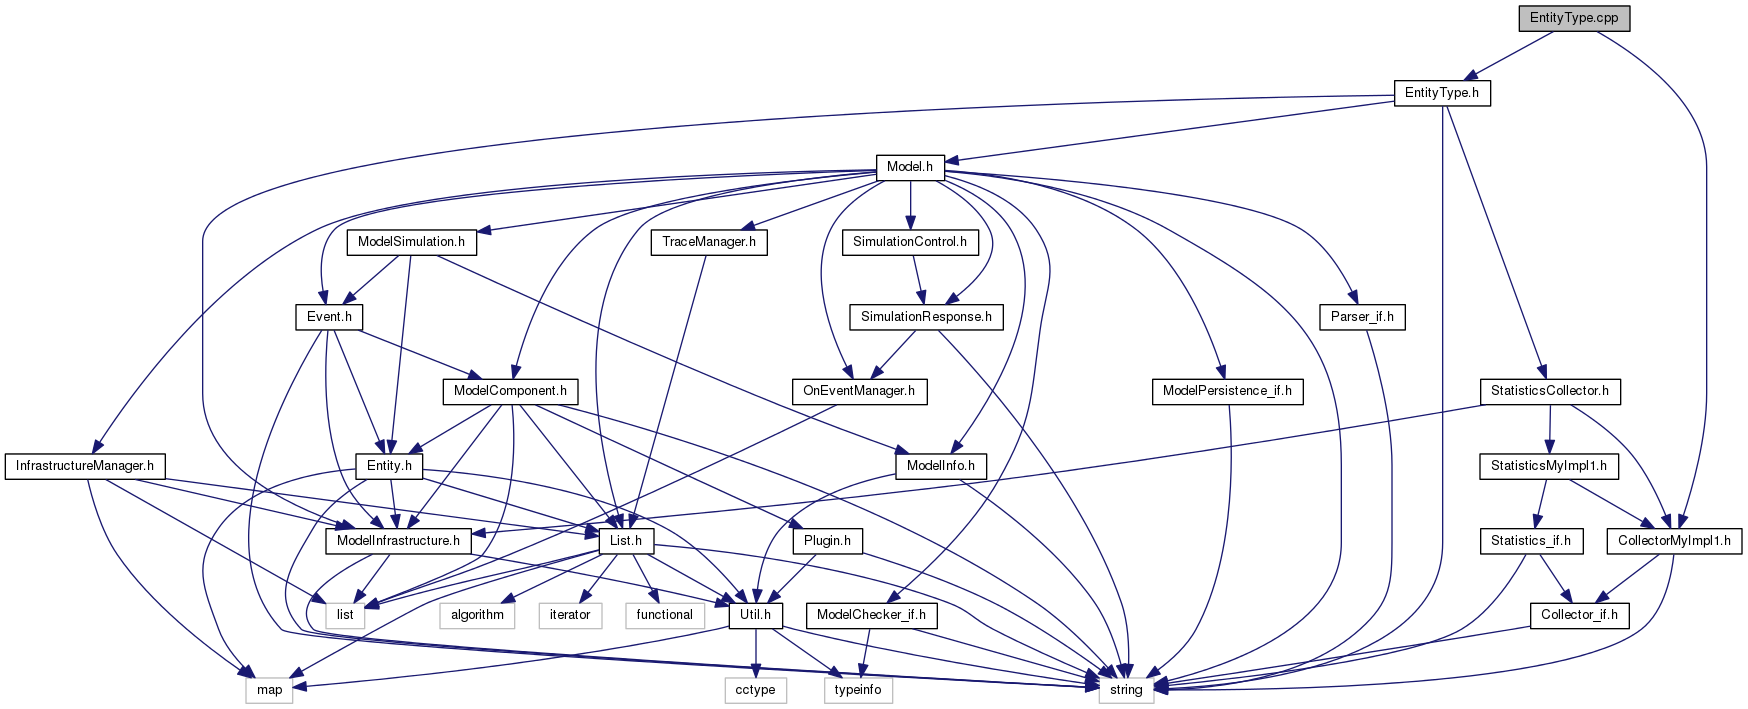 EntityType.cpp
EntityType.h
Model.h
ModelSimulation.h
TraceManager.h
SimulationControl.h
Event.h
SimulationResponse.h
Parser_if.h
ModelComponent.h
OnEventManager.h
ModelPersistence_if.h
StatisticsCollector.h
InfrastructureManager.h
Entity.h
ModelInfo.h
StatisticsMyImpl1.h
ModelInfrastructure.h
List.h
Plugin.h
Statistics_if.h
CollectorMyImpl1.h
list
algorithm
iterator
functional
Util.h
ModelChecker_if.h
Collector_if.h
map
cctype
typeinfo
string